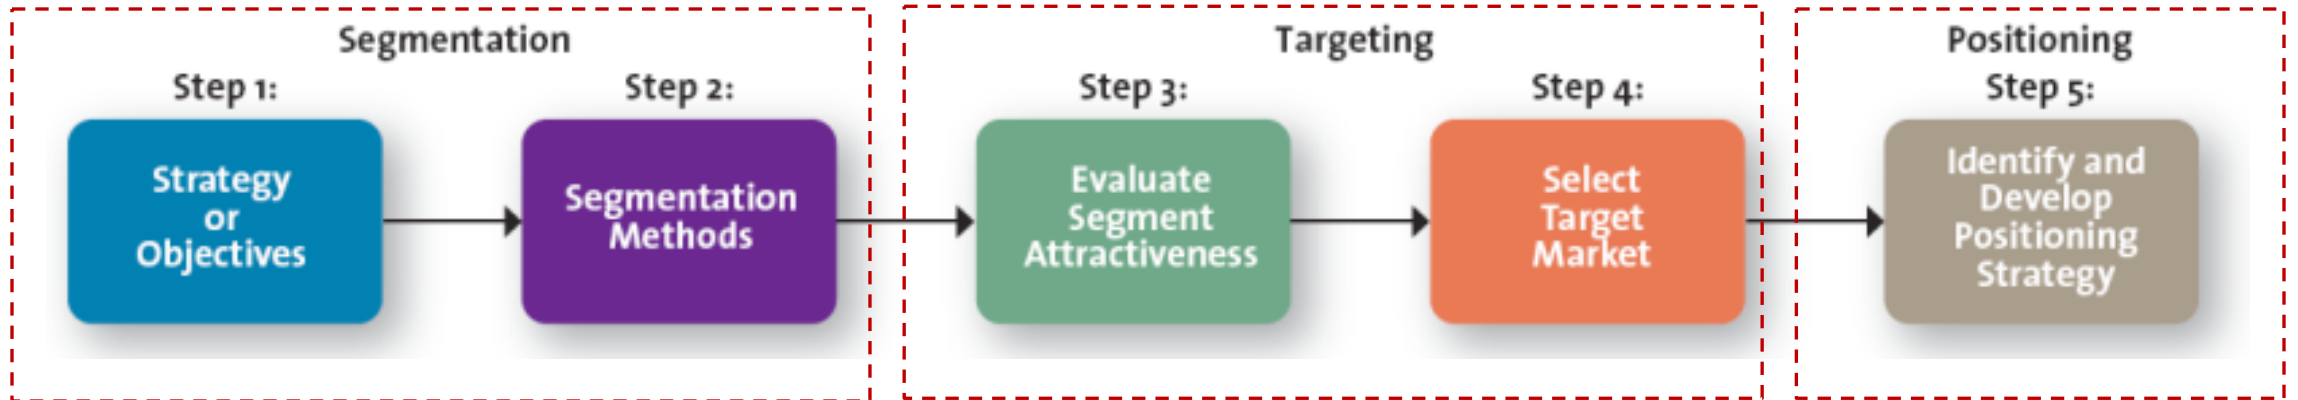 Segmentation
Step 1:
Strategy
or
Objectives
Step 2:
Segmentation
Methods
Targeting
Step 3:
Evaluate
Segment
Attractiveness
Step 4:
Select
Target
Market
Positioning
Step 5:
Identify and
Develop
Positioning
Strategy